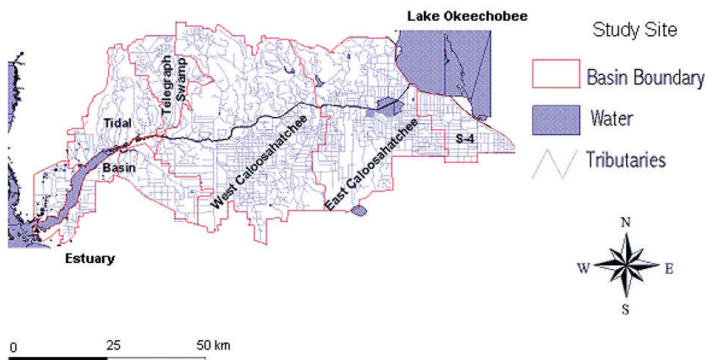 Lake Okeechobee
Study Site
Basin Boundary
Water
Tributaries
Telegraph
Swamp
Tidal
Basin
West Caloosahatchee
East Caloosahatchee
S-4
Estuary
N
W
E
S
0
25
50 km